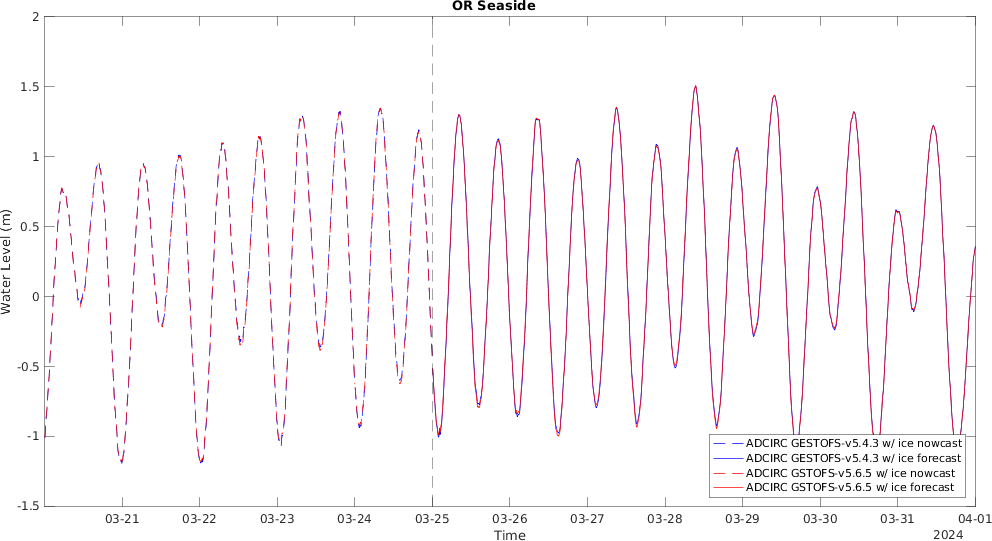 OR Seaside
2
1.5
1
0.5
0
-0.5
-1
-1.5
Water Level (m)
03-21 03-22 03-23 03-24 03-25 03-26 03-27 03-28 03-29 03-30 03-31 04-01
Time
2024
ADCIRC GESTOFS-v5.4.3 w/ ice nowcast
ADCIRC GESTOFS-v5.4.3 w/ ice forecast
ADCIRC GSTOFS-v5.6.5 w/ ice nowcast
ADCIRC GSTOFS-v5.6.5 w/ ice forecast